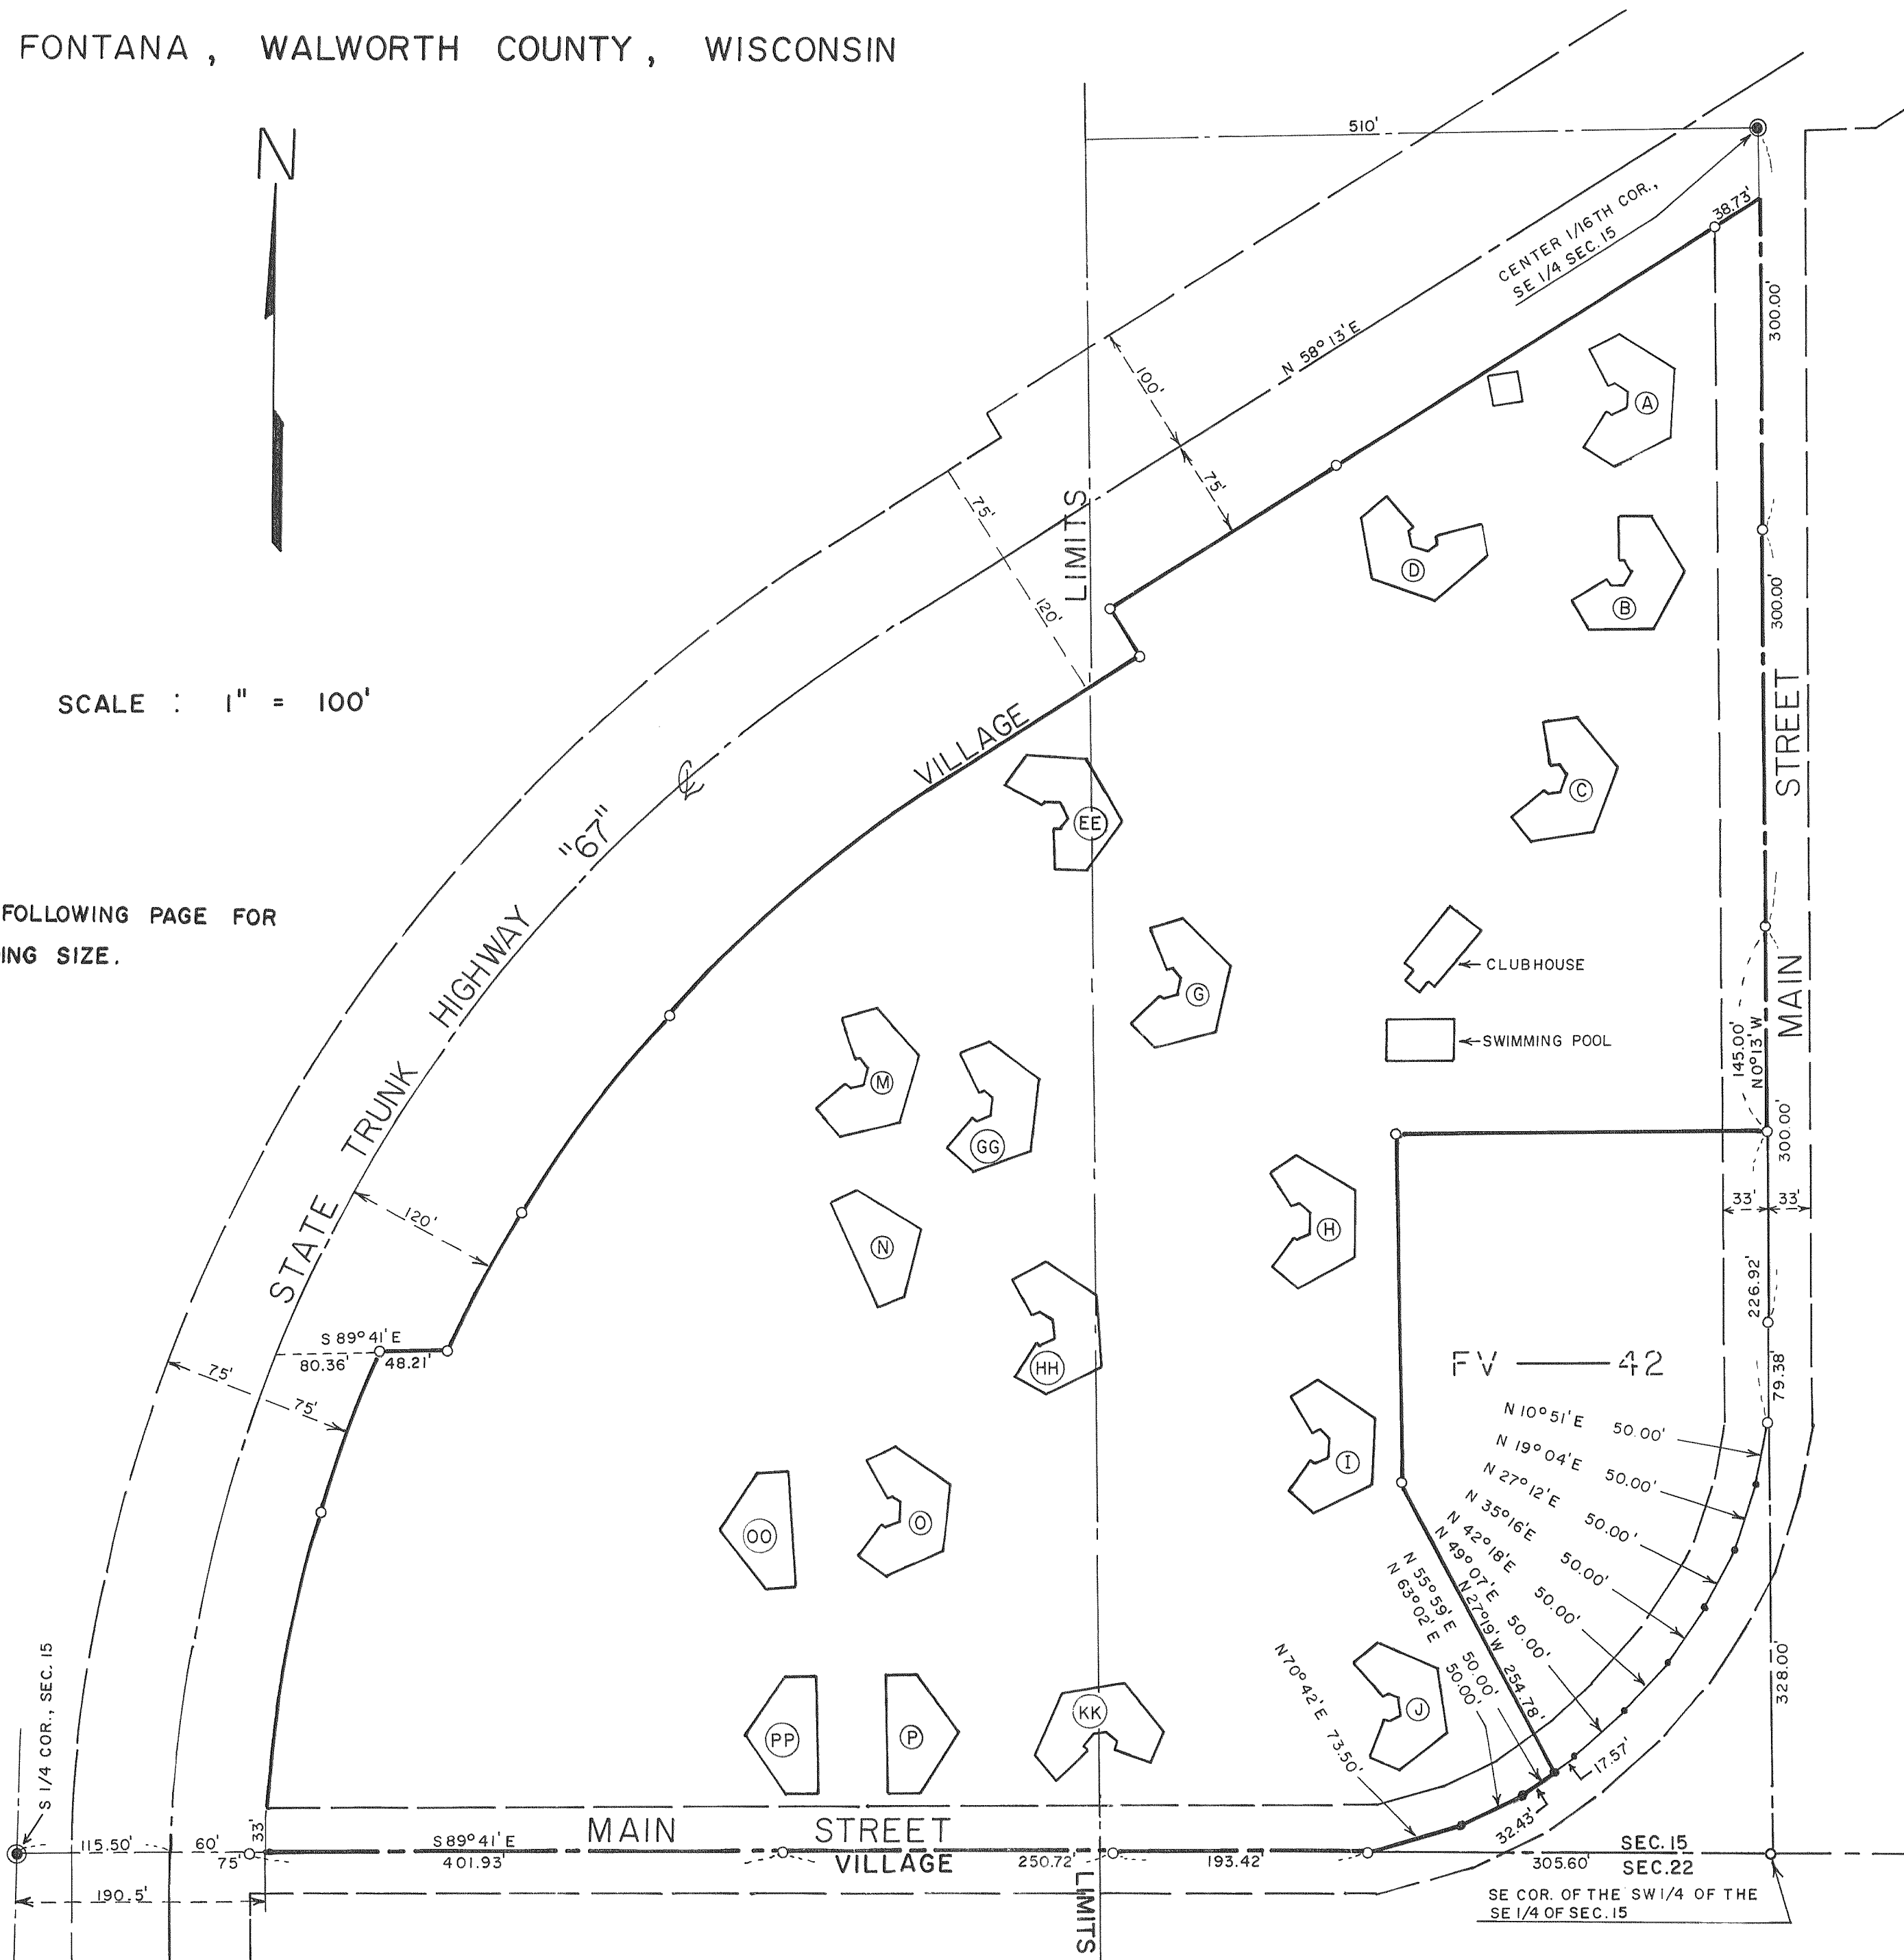 FONTANA , WALWORTH COUNTY , WISCONSIN
N
510'
38.73'
CENTER 1/16TH COR.,
SE 1/4 SEC. 15
300.00'
N 58° 13' E
100'
75'
75'
120'
LIMITS
A
D
B
300.00'
SCALE : 1" = 100'
STREET
VILLAGE
C
EE
"67"
FOLLOWING PAGE FOR
ING SIZE.
HIGHWAY
G
CLUBHOUSE
SWIMMING POOL
MAIN
145.00'
N0°13' W
M
GG
TRUNK
300.00'
33'
33'
STATE
120'
N
H
226.92'
HH
S 89° 41' E
80.36'
48.21'
75'
75'
FV 42
79.38'
N 10° 51' E 50.00'
N 19° 04' E 50.00'
N 27° 12' E 50.00'
N 35° 16' E 50.00'
N 42° 18' E 50.00'
N 49° 07' E 50.00'
N 55° 59' E 50.00'
N 63° 02' E 50.00'
N 27° 19' W 254.78'
N 70° 42' E 73.50'
I
OO
O
J
KK
PP
P
17.57'
32.43'
328.00'
S 1/4 COR., SEC. 15
115.50'
60'
75'
33'
190.5'
S 89° 41' E
401.93'
MAIN STREET
VILLAGE
250.72'
193.42'
305.60'
SEC. 15
SEC. 22
LIMITS
SE COR. OF THE SW 1/4 OF THE
SE 1/4 OF SEC. 15